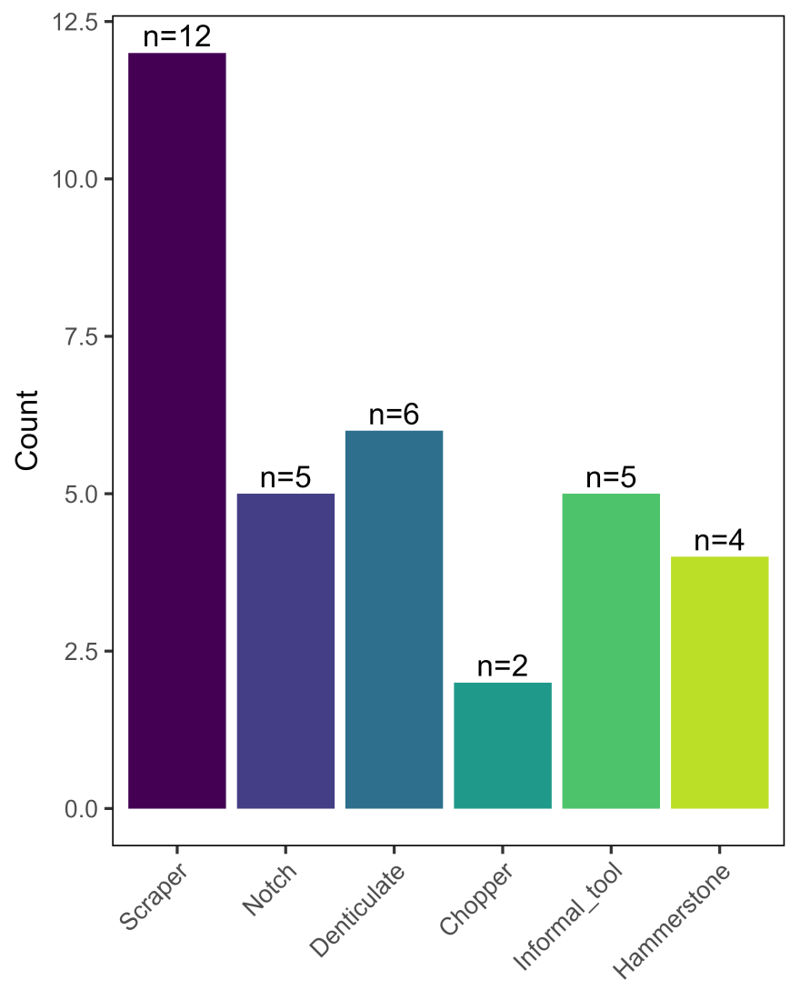 12.5
10.0
7.5
5.0
2.5
0.0
Count
n=12
n=5
n=6
n=2
n=5
n=4
Scraper
Notch
Denticulate
Chopper
Informal_tool
Hammerstone